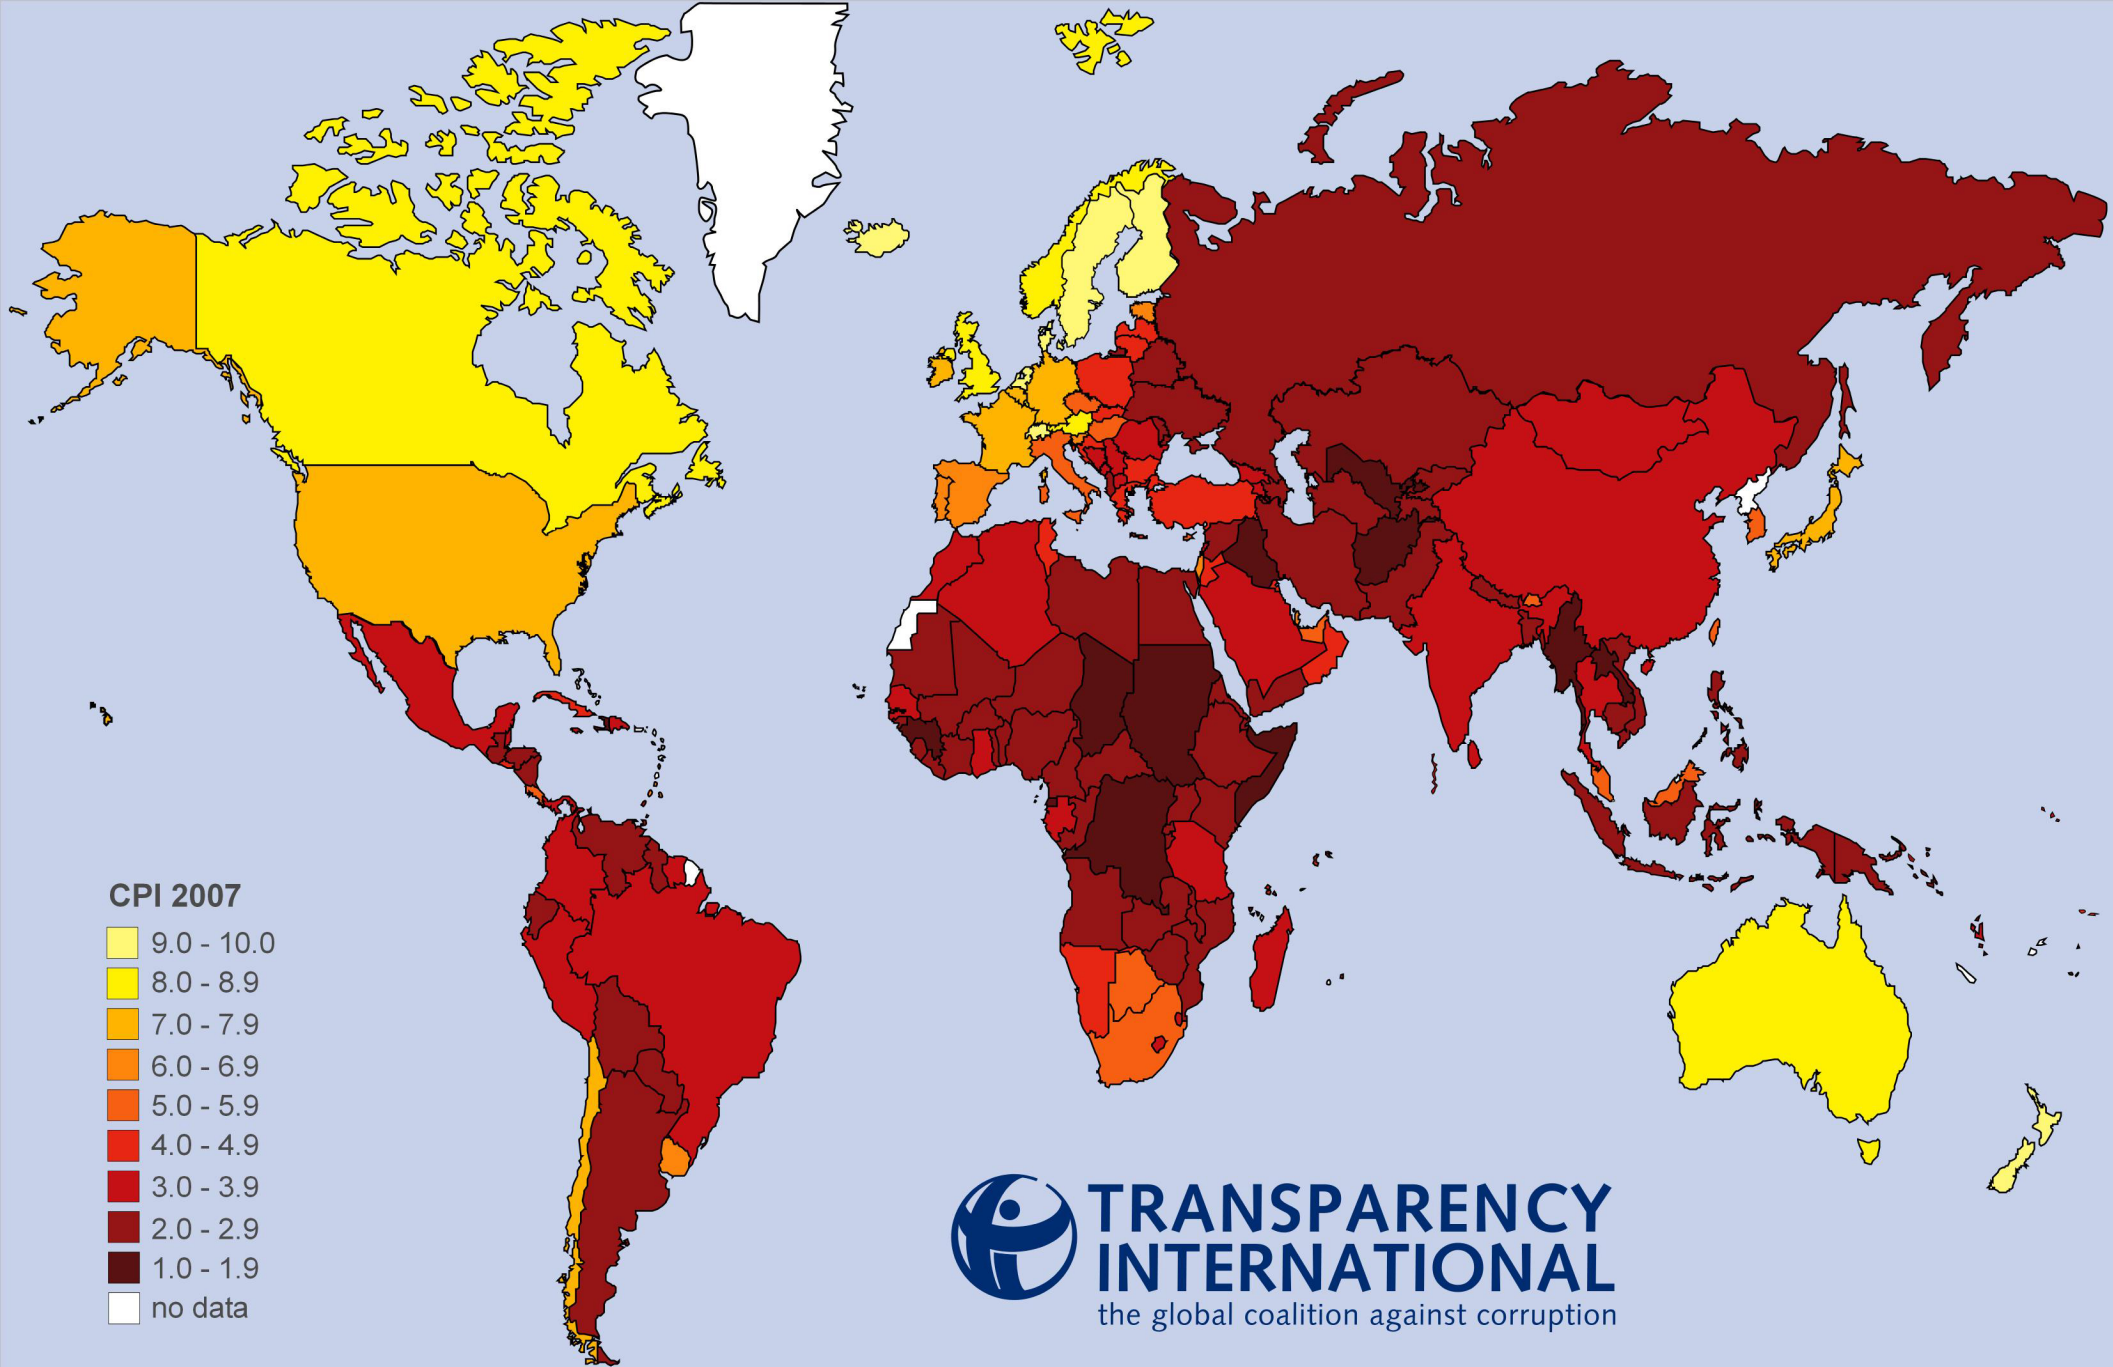 CPI 2007
9.0 - 10.0
8.0 - 8.9
7.0 - 7.9
6.0 - 6.9
5.0 - 5.9
4.0 - 4.9
3.0 - 3.9
2.0 - 2.9
1.0 - 1.9
no data
TRANSPARENCY
INTERNATIONAL
the global coalition against corruption